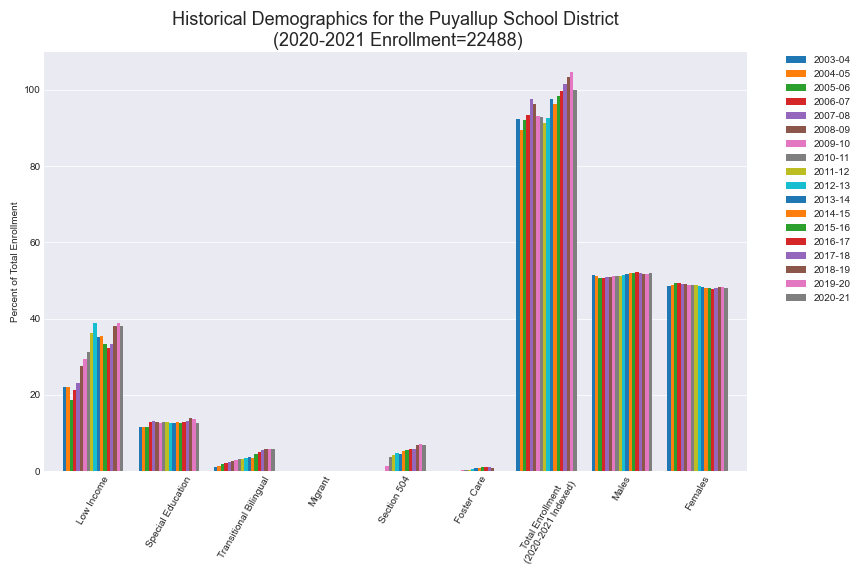 Historical Demographics for the Puyallup School District
(2020-2021 Enrollment=22488)
Percent of Total Enrollment
100
80
60
40
20
0
Low Income
Special Education
Transitional Bilingual
Migrant
Section 504
Foster Care
Total Enrollment
(2020-2021 Indexed)
Males
Females
2003-04
2004-05
2005-06
2006-07
2007-08
2008-09
2009-10
2010-11
2011-12
2012-13
2013-14
2014-15
2015-16
2016-17
2017-18
2018-19
2019-20
2020-21